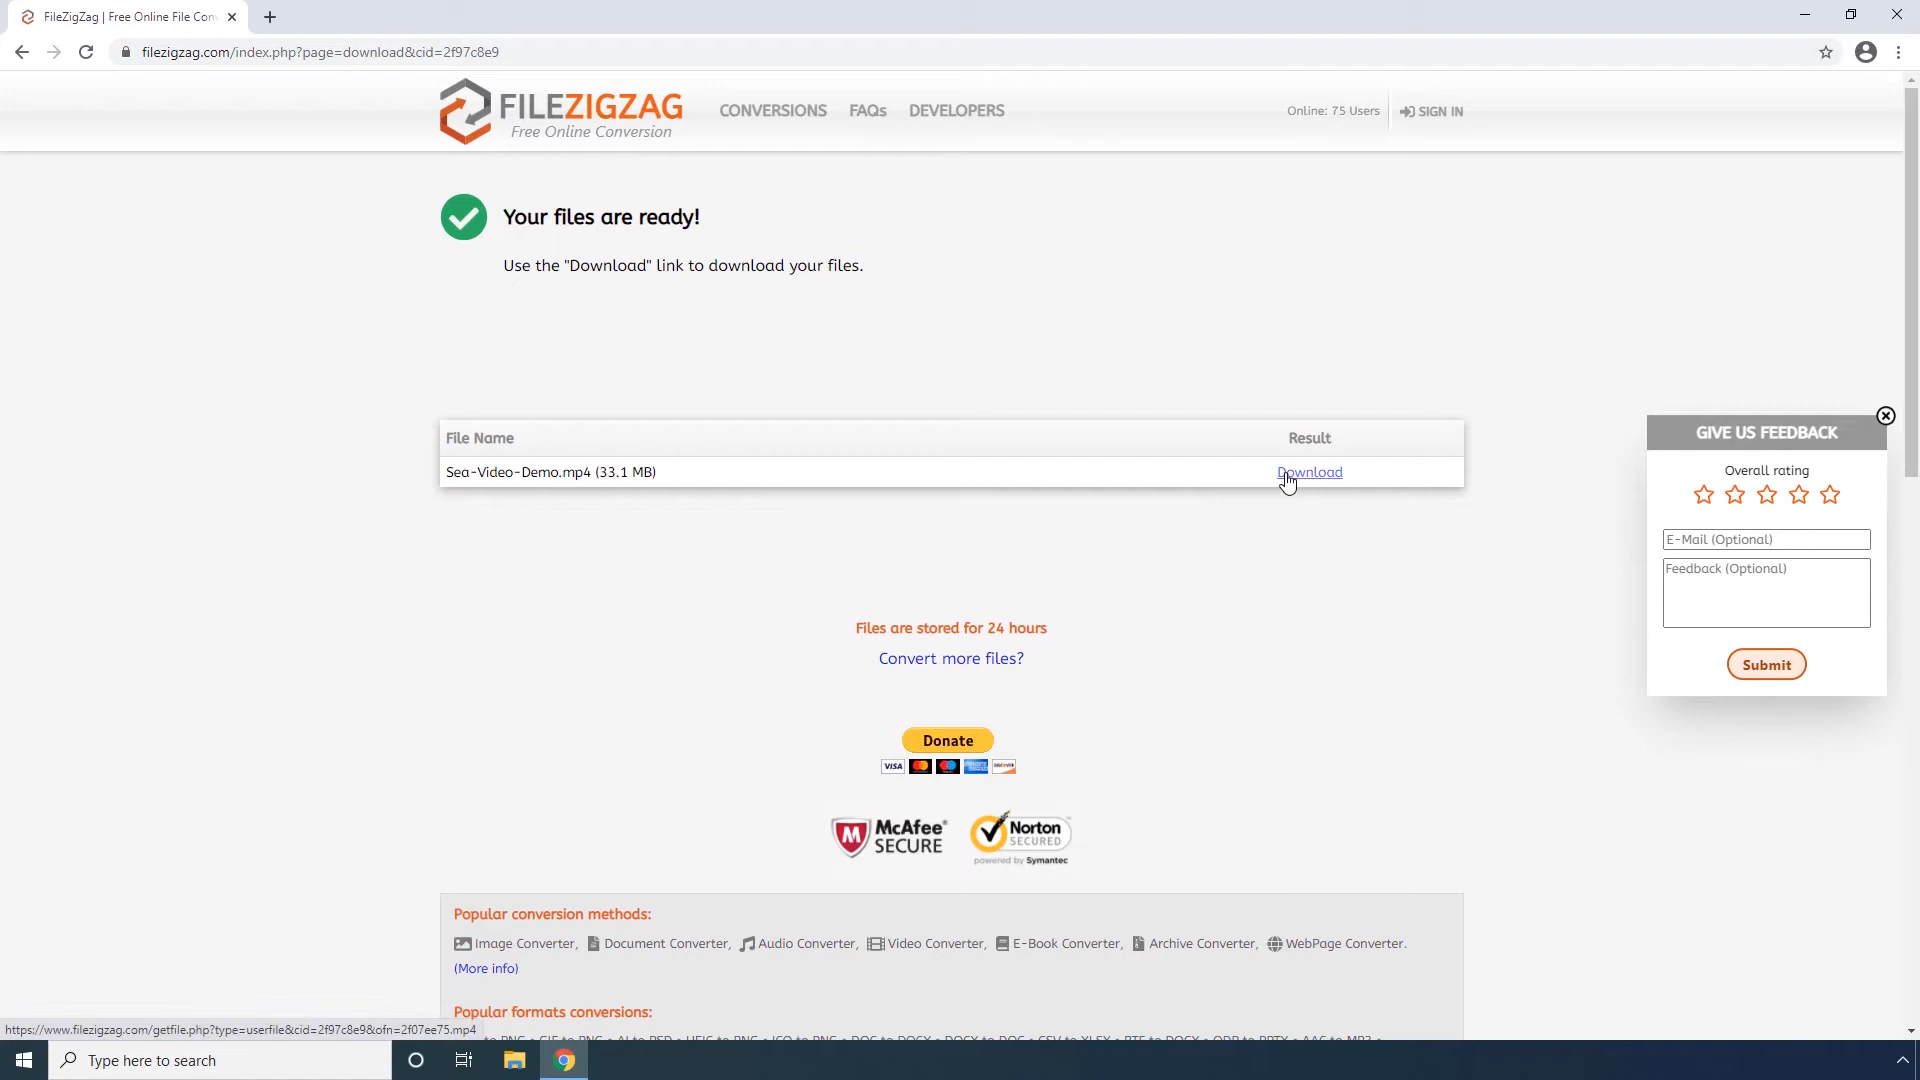 FileZigZag | Free Online File Con
filezigzag.com/index.php?page=download&cid=2f97c8e9
FILEZIGZAG
Free Online Conversion
CONVERSIONS FAQs DEVELOPERS
Online: 75 Users
SIGN IN
Your files are ready!
Use the "Download" link to download your files.
File Name Result
Sea-Video-Demo.mp4 (33.1 MB) Download
GIVE US FEEDBACK
Overall rating
E-Mail (Optional)
Feedback (Optional)
Submit
Files are stored for 24 hours
Convert more files?
Donate
VISA
DISCOVER
McAfee
SECURE
Norton
SECURED
powered by Symantec
Popular conversion methods:
Image Converter, Document Converter, Audio Converter, Video Converter, E-Book Converter, Archive Converter, WebPage Converter.
(More info)
Popular formats conversions:
https://www.filezigzag.com/getfile.php?type=userfile&cid=2f97c8e9&ofn=2f07ee75.mp4
Type here to search